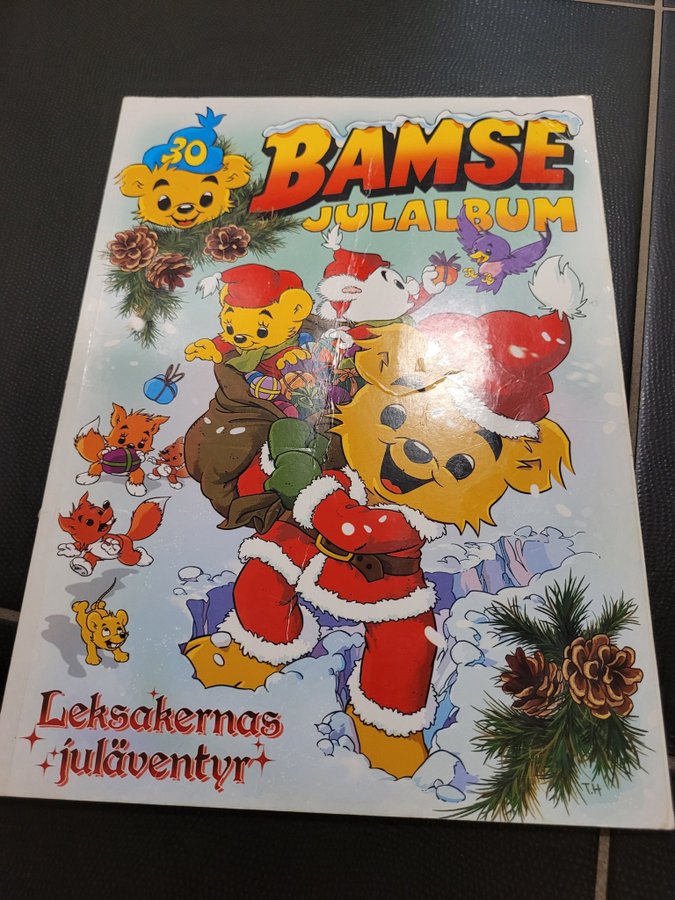 30
BAMSE
JULALBUM
Leksakernas
juläventyr
T.H